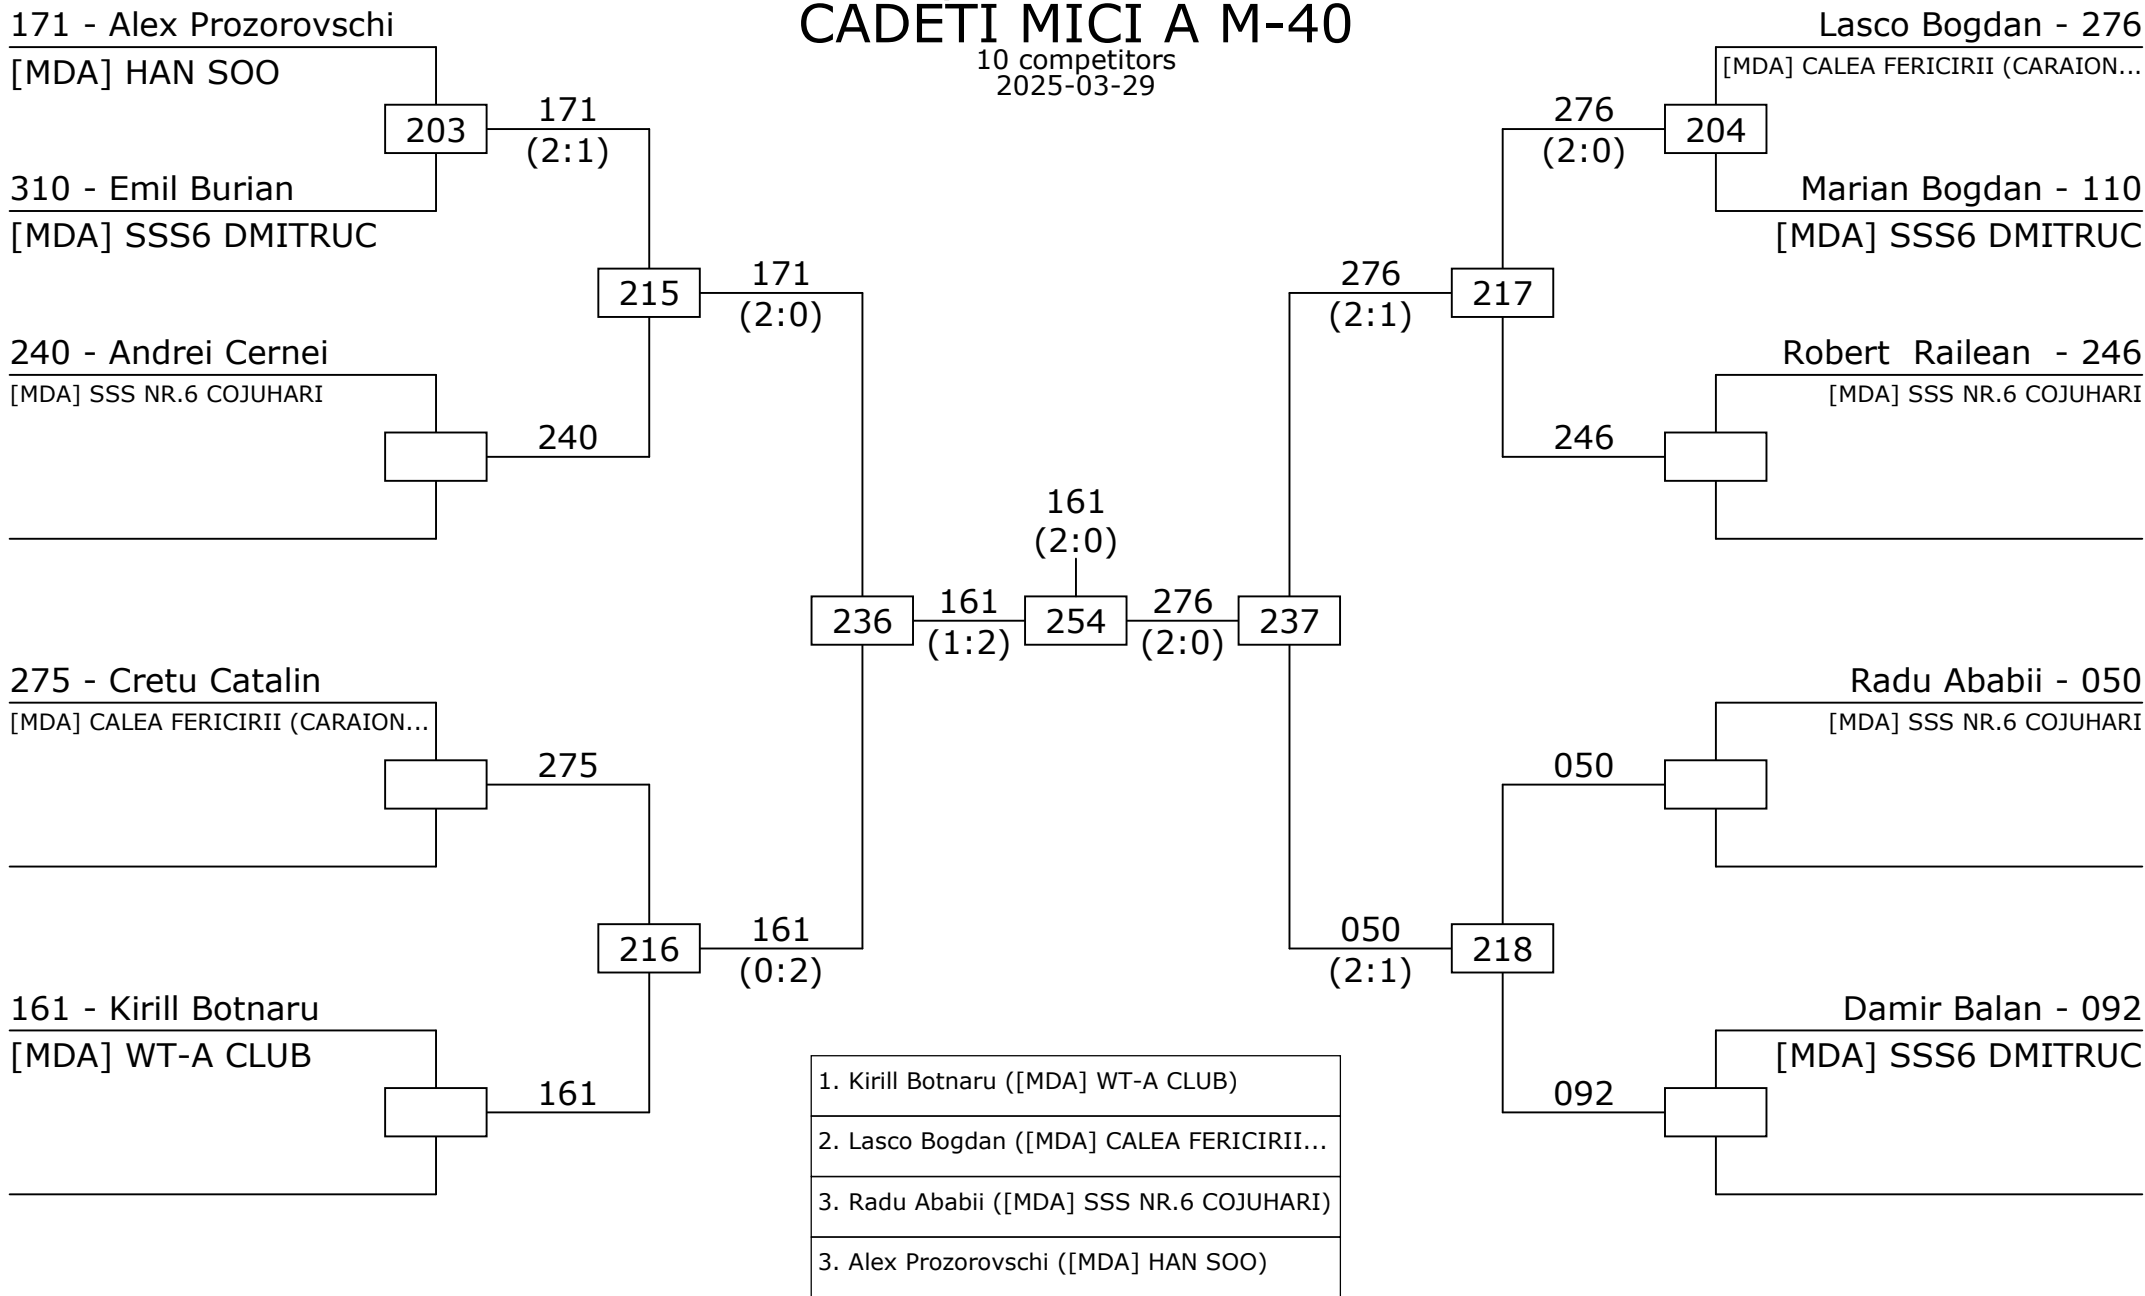 CADETI MICI A M-40
10 competitors
2025-03-29
171 - Alex Prozorovschi
[MDA] HAN SOO
203
171
(2:1)
310 - Emil Burian
[MDA] SSS6 DMITRUC
215
171
(2:0)
240 - Andrei Cernei
[MDA] SSS NR.6 COJUHARI
240
236
161
(1:2)
275 - Cretu Catalin
[MDA] CALEA FERICIRII (CARAION...
275
216
161
(0:2)
161 - Kirill Botnaru
[MDA] WT-A CLUB
161
161
(2:0)
254
Lasco Bogdan - 276
[MDA] CALEA FERICIRII (CARAION...
276
(2:0)
204
Marian Bogdan - 110
[MDA] SSS6 DMITRUC
276
(2:1)
217
Robert  Railean  - 246
[MDA] SSS NR.6 COJUHARI
246
276
(2:0)
237
Radu Ababii - 050
[MDA] SSS NR.6 COJUHARI
050
050
(2:1)
218
Damir Balan - 092
[MDA] SSS6 DMITRUC
092
1. Kirill Botnaru ([MDA] WT-A CLUB)
2. Lasco Bogdan ([MDA] CALEA FERICIRII...
3. Radu Ababii ([MDA] SSS NR.6 COJUHARI)
3. Alex Prozorovschi ([MDA] HAN SOO)